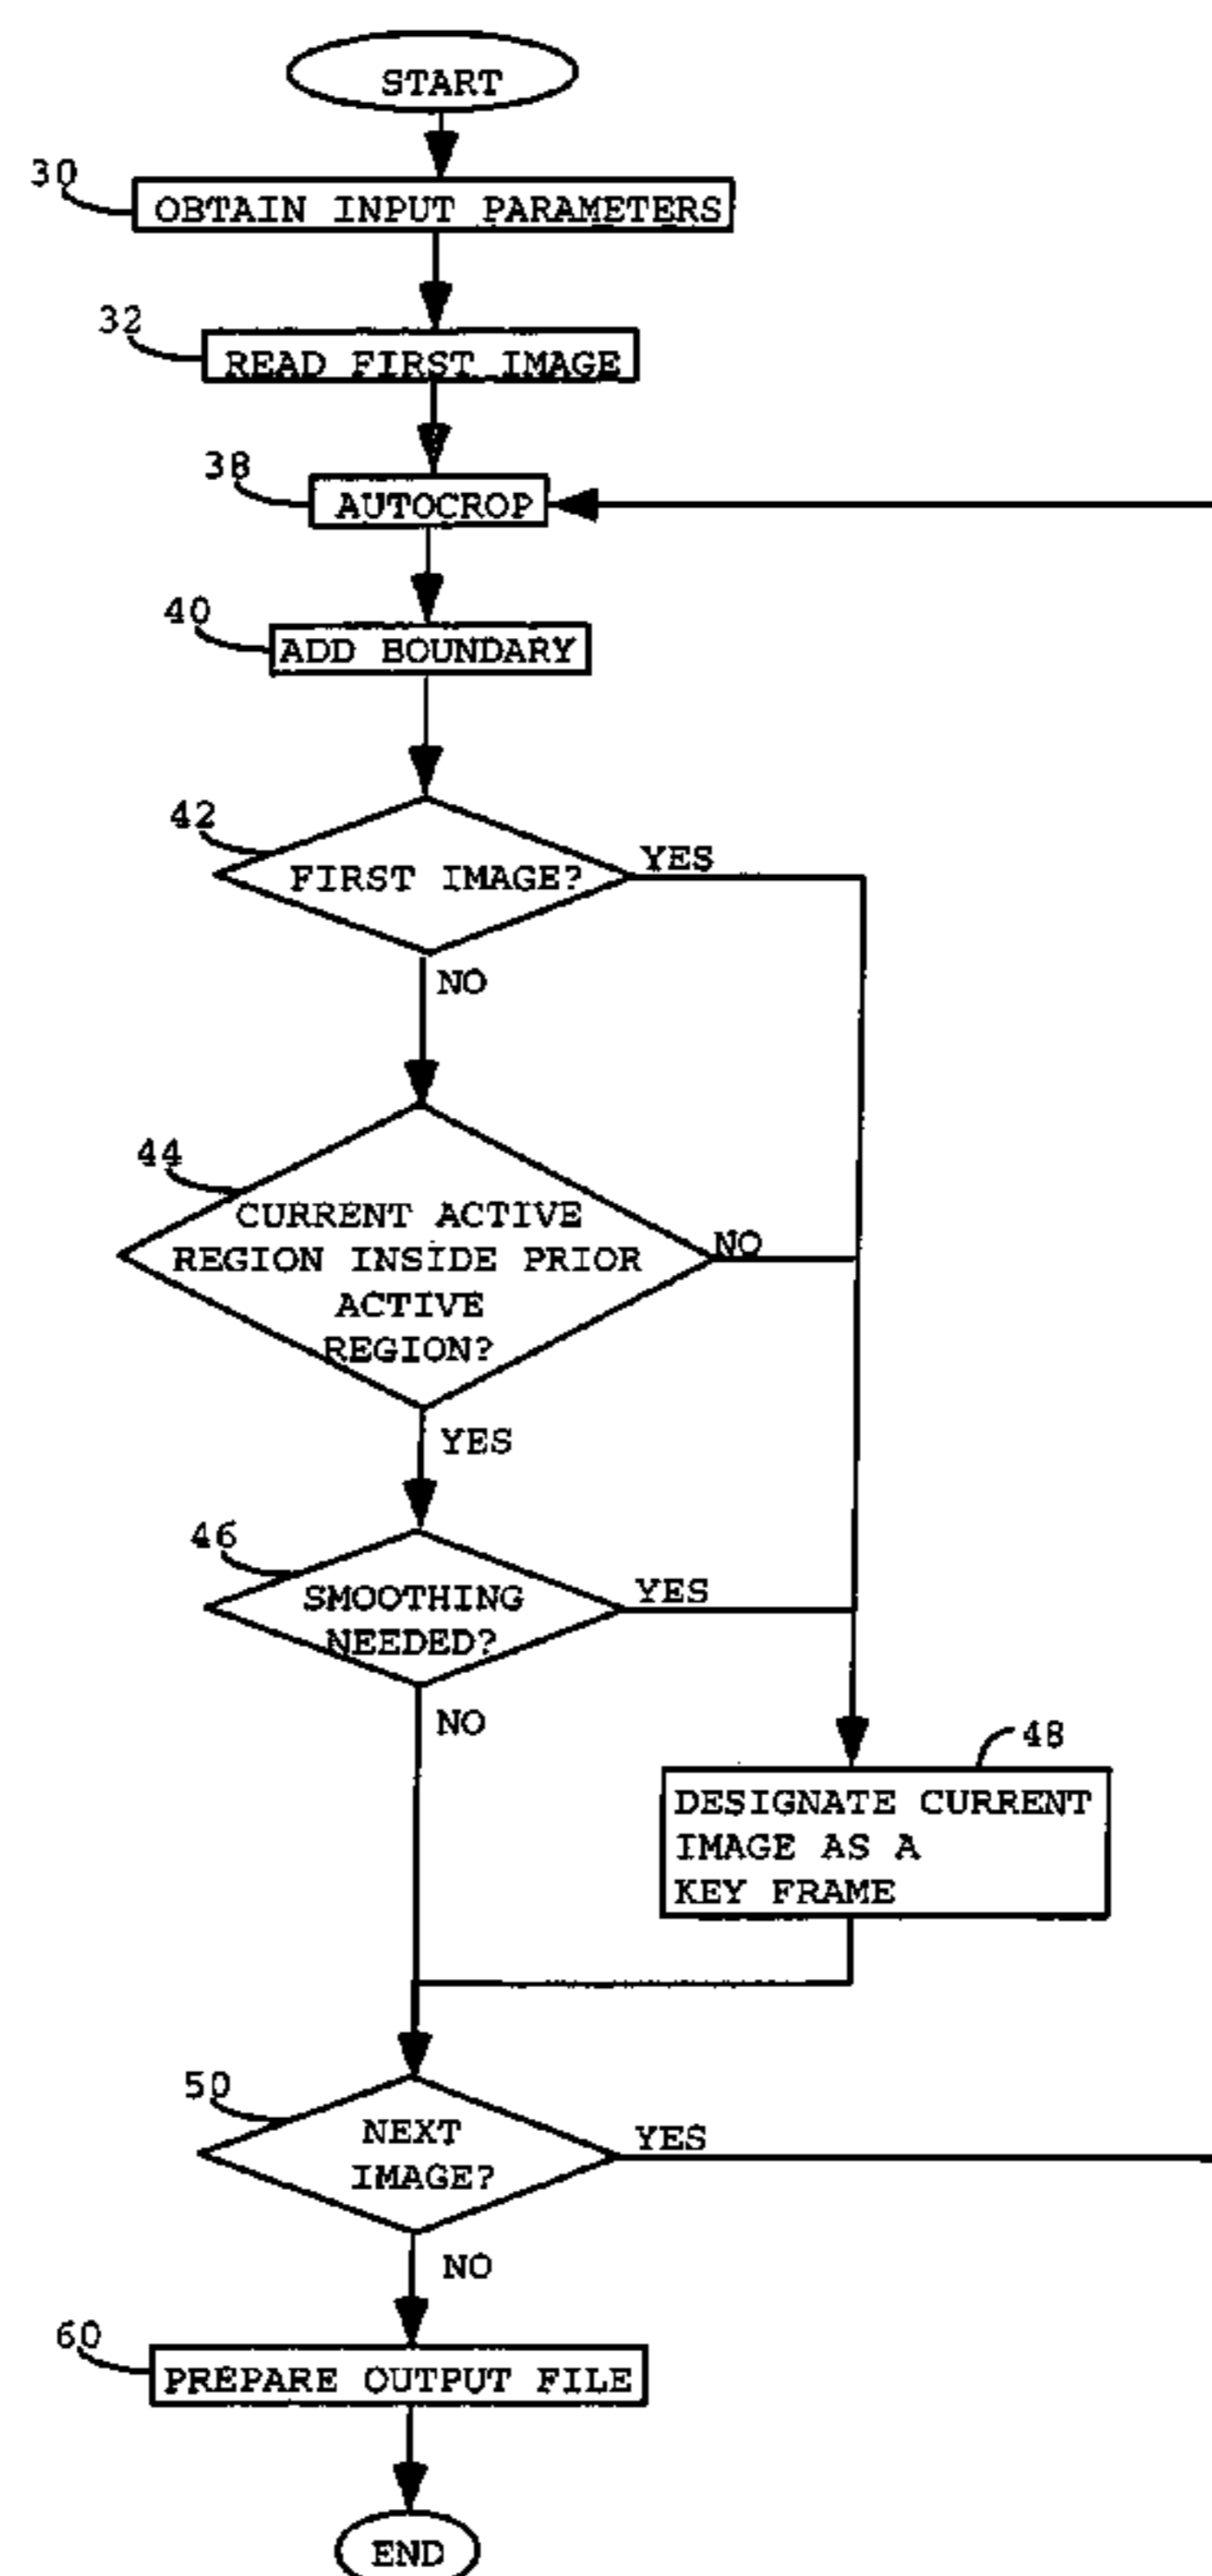 START
30
OBTAIN INPUT PARAMETERS
32
READ FIRST IMAGE
38
AUTOCROP
40
ADD BOUNDARY
42
FIRST IMAGE?
YES
NO
44
CURRENT ACTIVE
REGION INSIDE PRIOR
ACTIVE
REGION?
NO
YES
46
SMOOTHING
NEEDED?
YES
NO
48
DESIGNATE CURRENT
IMAGE AS A
KEY FRAME
50
NEXT
IMAGE?
YES
NO
60
PREPARE OUTPUT FILE
END